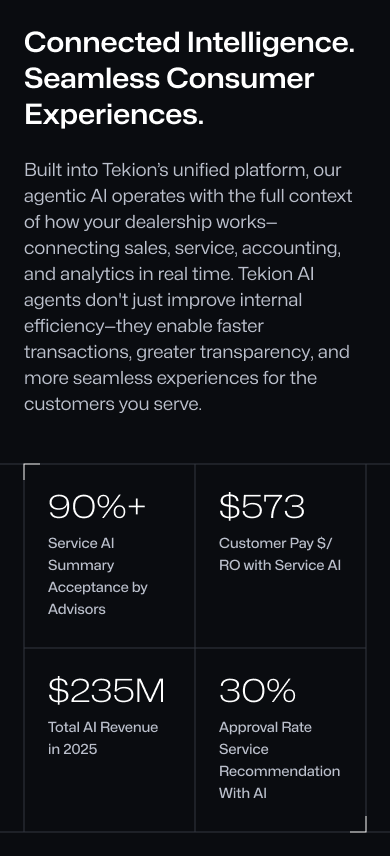 Connected Intelligence.
Seamless Consumer
Experiences.
Built into Tekion’s unified platform, our
agentic AI operates with the full context
of how your dealership works—
connecting sales, service, accounting,
and analytics in real time. Tekion AI
agents don't just improve internal
efficiency—they enable faster
transactions, greater transparency, and
more seamless experiences for the
customers you serve.
90%+
Service AI
Summary
Acceptance by
Advisors
$573
Customer Pay $/
RO with Service AI
$235M
Total AI Revenue
in 2025
30%
Approval Rate
Service
Recommendation
With AI